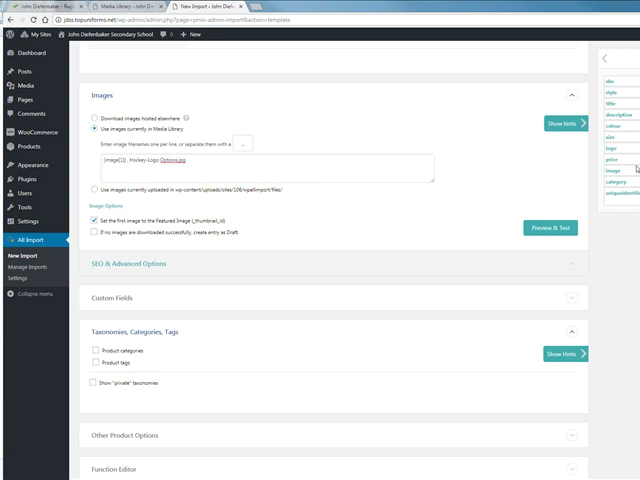 John Diefenbaker - Rug
Media Library ‹ John Di
New Import ‹ John Diefen
jdss.topuniforms.net/wp-admin/admin.php?page=pmxi-admin-import&action=template
My Sites
John Diefenbaker Secondary School
0
New
Dashboard
Posts
Media
Pages
Comments
WooCommerce
Products
Appearance
Plugins
Users
Tools
Settings
All Import
New Import
Manage Imports
Settings
Collapse menu
Images
Download images hosted elsewhere
Use images currently in Media Library
Enter image filenames one per line, or separate them with a ,
{image[1]} , Hockey-Logo Options.jpg
Use images currently uploaded in wp-content/uploads/sites/106/wpallimport/files/
Image Options
Set the first image to the Featured Image (_thumbnail_id)
If no images are downloaded successfully, create entry as Draft.
Show Hints
Preview & Test
SEO & Advanced Options
Custom Fields
Taxonomies, Categories, Tags
Product categories
Product tags
Show "private" taxonomies
Show Hints
Other Product Options
Function Editor
sku
style
title
description
colour
size
logo
price
image
category
uniqueidentifi